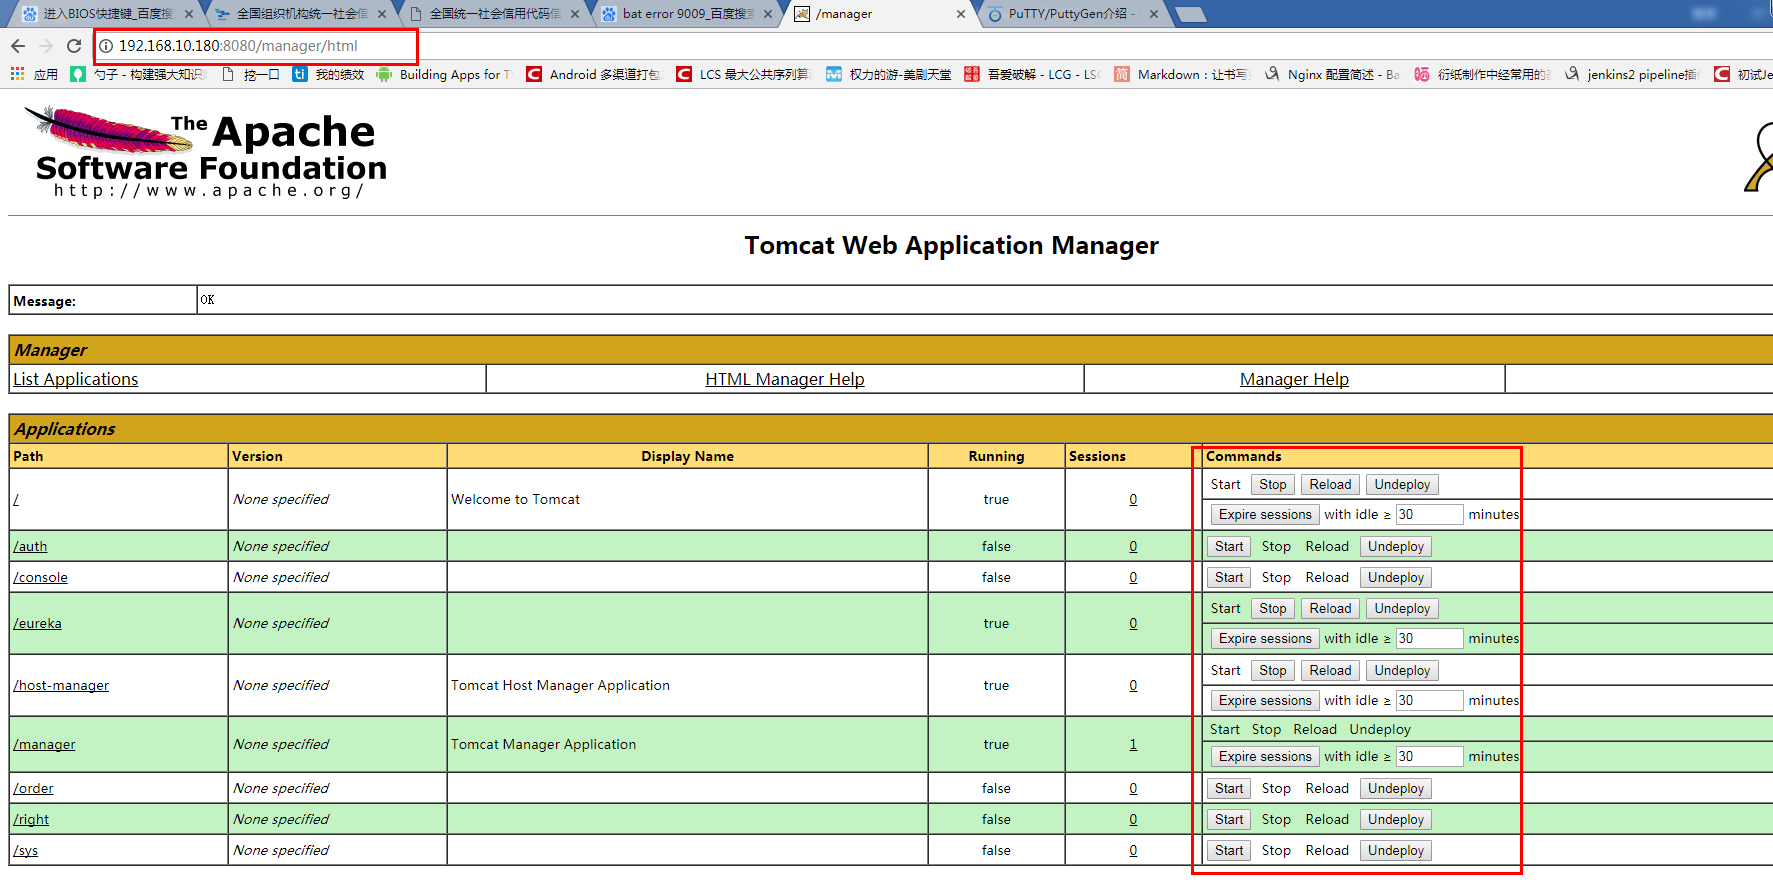 进入BIOS快捷键_百度搜
全国组织机构统一社会信
全国统一社会信用代码信
bat error 9009_百度搜索
/manager
PuTTY/PuttyGen介绍 -
192.168.10.180:8080/manager/html
应用
勺子 - 构建强大知识
挖一口
我的绩效
Building Apps for T
Android 多渠道打包
LCS 最大公共序列算
权力的游-美剧天堂
吾爱破解 - LCG - LS
Markdown：让书写
Nginx 配置简述 - Ba
衍纸制作中经常用的
jenkins2 pipeline插
初试Je
The Apache
Software Foundation
http://www.apache.org/
Tomcat Web Application Manager
Message: OK
Manager
List Applications HTML Manager Help Manager Help
Applications
Path Version Display Name Running Sessions Commands
/ None specified Welcome to Tomcat true 0 Start Stop Reload Undeploy
Expire sessions with idle ≥ 30 minutes
/auth None specified false 0 Start Stop Reload Undeploy
/console None specified false 0 Start Stop Reload Undeploy
/eureka None specified true 0 Start Stop Reload Undeploy
Expire sessions with idle ≥ 30 minutes
/host-manager None specified Tomcat Host Manager Application true 0 Start Stop Reload Undeploy
Expire sessions with idle ≥ 30 minutes
/manager None specified Tomcat Manager Application true 1 Start Stop Reload Undeploy
Expire sessions with idle ≥ 30 minutes
/order None specified false 0 Start Stop Reload Undeploy
/right None specified false 0 Start Stop Reload Undeploy
/sys None specified false 0 Start Stop Reload Undeploy